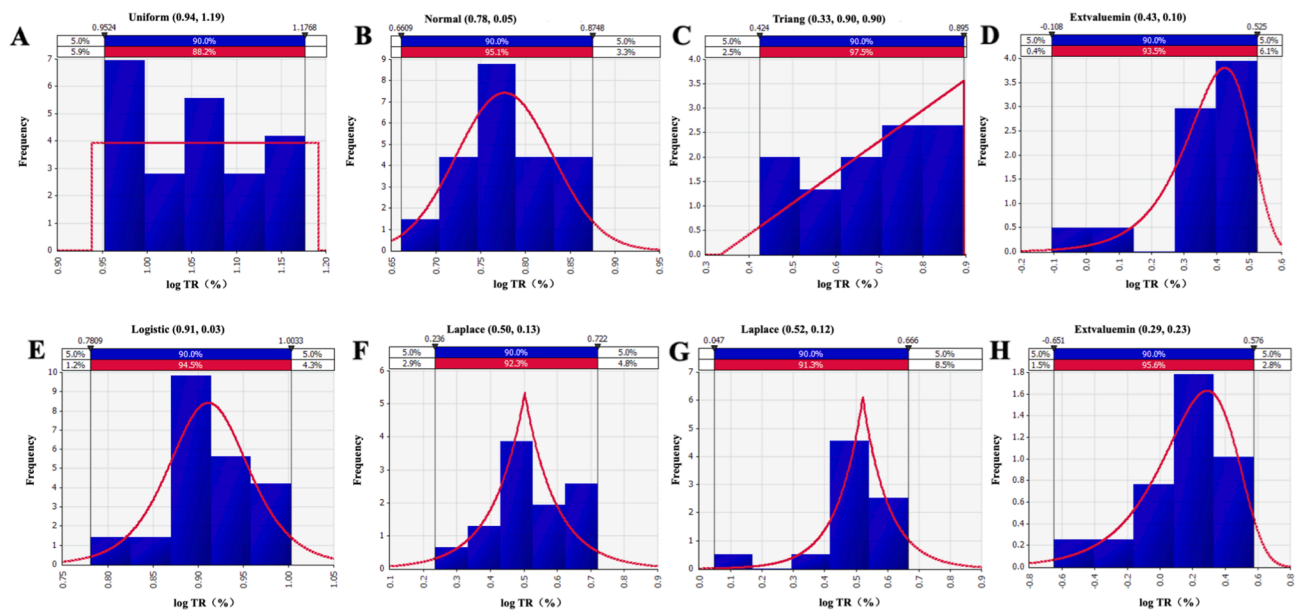 A
Uniform (0.94, 1.19)
0.9524 1.1768
5.0% 90.0%
5.9% 88.2%
Frequency
7
6
5
4
3
2
1
0
0.90 0.95 1.00 1.05 1.10 1.15 1.20
log TR（%）
B
Normal (0.78, 0.05)
0.6609 0.8748
90.0% 5.0%
95.1% 3.3%
Frequency
10
9
8
7
6
5
4
3
2
1
0
0.65 0.70 0.75 0.80 0.85 0.90 0.95
log TR（%）
C
Triang (0.33, 0.90, 0.90)
0.424 0.895
5.0% 90.0%
2.5% 97.5%
Frequency
4.0
3.5
3.0
2.5
2.0
1.5
1.0
0.5
0.0
0.3 0.4 0.5 0.6 0.7 0.8 0.9
log TR（%）
D
Extvaluemin (0.43, 0.10)
-0.108 0.525
5.0% 90.0% 5.0%
0.4% 93.5% 6.1%
Frequency
4.0
3.5
3.0
2.5
2.0
1.5
1.0
0.5
0.0
-0.2 -0.1 0.0 0.1 0.2 0.3 0.4 0.5 0.6
log TR（%）
E
Logistic (0.91, 0.03)
0.7809 1.0033
5.0% 90.0% 5.0%
1.2% 94.5% 4.3%
Frequency
10
9
8
7
6
5
4
3
2
1
0
0.75 0.80 0.85 0.90 0.95 1.00 1.05
log TR（%）
F
Laplace (0.50, 0.13)
0.236 0.722
5.0% 90.0% 5.0%
2.9% 92.3% 4.8%
Frequency
6
5
4
3
2
1
0
0.1 0.2 0.3 0.4 0.5 0.6 0.7 0.8 0.9
log TR（%）
G
Laplace (0.52, 0.12)
0.047 0.666
90.0% 5.0%
91.3% 8.5%
Frequency
7
6
5
4
3
2
1
0
0.0 0.1 0.2 0.3 0.4 0.5 0.6 0.7 0.8 0.9
log TR（%）
H
Extvaluemin (0.29, 0.23)
-0.651 0.576
5.0% 90.0% 5.0%
1.5% 95.6% 2.8%
Frequency
1.8
1.6
1.4
1.2
1.0
0.8
0.6
0.4
0.2
0.0
-0.8 -0.6 -0.4 -0.2 0.0 0.2 0.4 0.6 0.8
log TR（%）